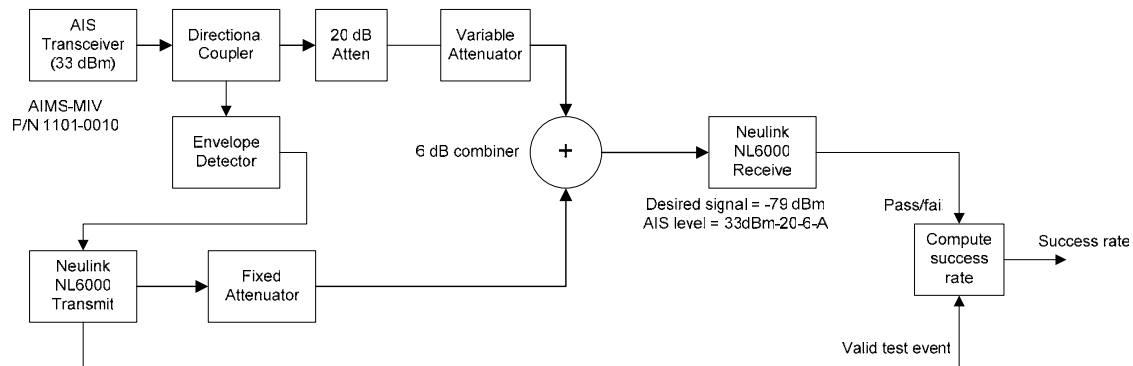 AIS
Transceiver
(33 dBm)
Directiona
Coupler
20 dB
Atten
Variable
Attenuator
AIMS-MIV
P/N 1101-0010
Envelope
Detector
6 dB combiner
+
Neulink
NL6000
Receive
Desired signal = -79 dBm
AIS level = 33dBm-20-6-A
Pass/fai
Compute
success
rate
Success rate
Neulink
NL6000
Transmit
Fixed
Attenuator
Valid test event